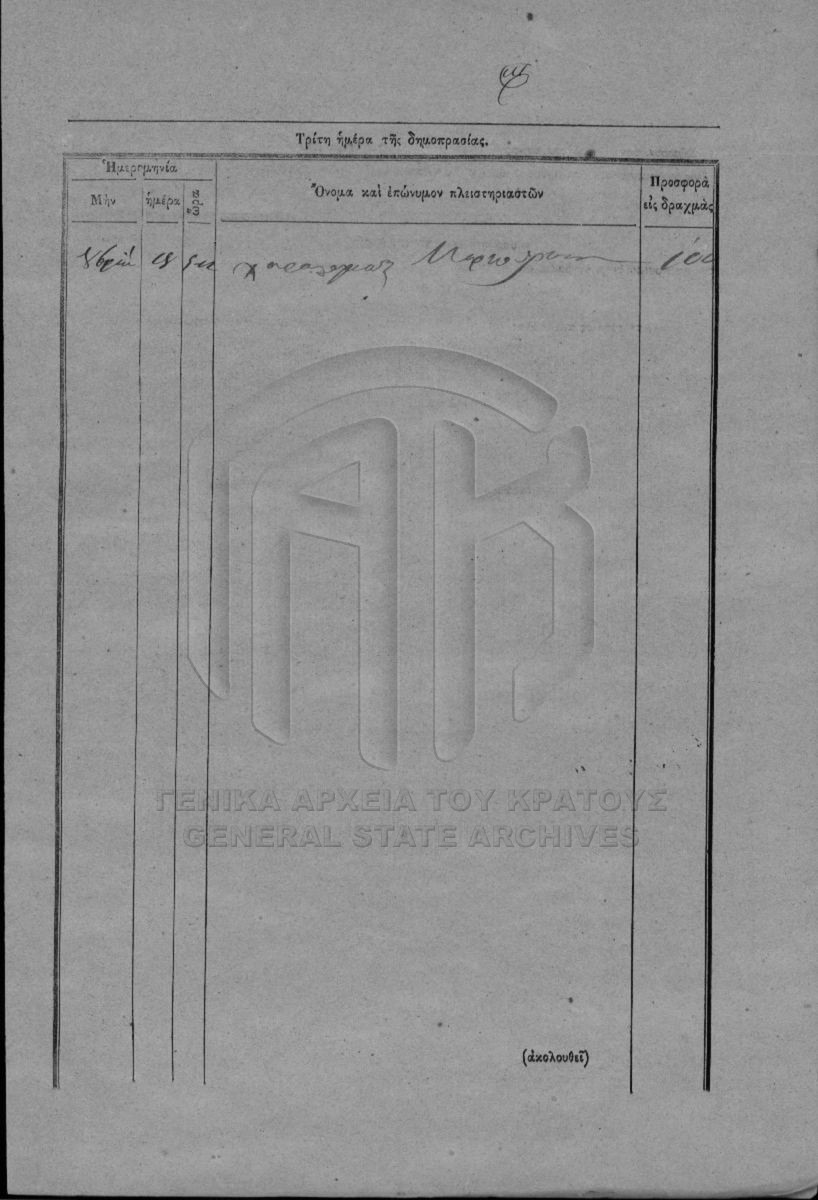 Τρίτη ἡμέρα τῆς δημοπρασίας.
Ἡμερομηνία
Μὴν
ἡμέρα
ὥρα
Ὄνομα καὶ ἐπώνυμον πλειστηριαστῶν
Προσφορὰ
εἰς δραχμὰς
ΓΕΝΙΚΑ ΑΡΧΕΙΑ ΤΟΥ ΚΡΑΤΟΥΣ
GENERAL STATE ARCHIVES
(ἀκολουθεῖ)